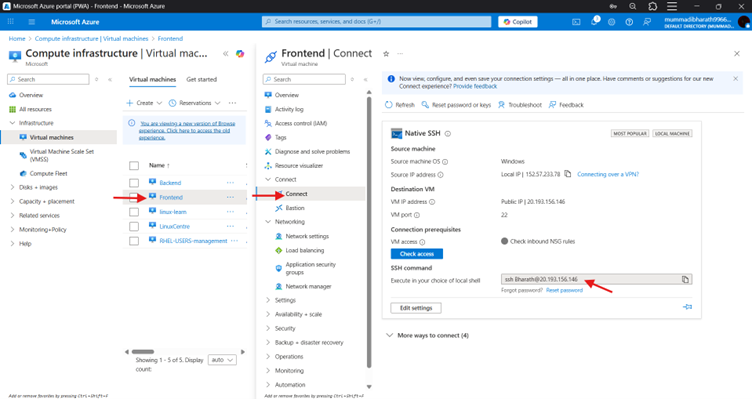 Microsoft Azure portal (PWA) - Frontend - Microsoft Azure
Microsoft Azure
Search resources, services, and docs (G+/)
Copilot
mummadibharath9966...
DEFAULT DIRECTORY (MUMMAD...
Home > Compute infrastructure | Virtual machines > Frontend
Compute infrastructure | Virtual mac...
Microsoft
Search
Overview
All resources
Infrastructure
Virtual machines
Virtual Machine Scale Set
(VMSS)
Compute Fleet
Disks + images
Capacity + placement
Related services
Monitoring+Policy
Help
Add or remove favorites by pressing Ctrl+Shift+F
Virtual machines
Get started
Create
Reservations
You are viewing a new version of Browse
experience. Click here to access the old
experience.
Name ↑
Backend
Frontend
linux-team
LinuxCentre
RHEL-USERS-management
Showing 1 - 5 of 5. Display
count:
auto
Frontend | Connect
Virtual machine
Search
Overview
Activity log
Access control (IAM)
Tags
Diagnose and solve problems
Resource visualizer
Connect
Connect
Bastion
Networking
Network settings
Load balancing
Application security
groups
Network manager
Settings
Availability + scale
Security
Backup + disaster recovery
Operations
Monitoring
Automation
Add or remove favorites by pressing Ctrl+Shift+F
Now view, configure, and even save your connection settings — all in one place. Have comments or suggestions for our new
Connect experience? Provide feedback
Refresh
Reset password or keys
Troubleshoot
Feedback
Native SSH
MOST POPULAR
LOCAL MACHINE
Source machine
Source machine OS
Windows
Source IP address
Local IP | 152.57.233.78
Connecting over a VPN?
Destination VM
VM IP address
Public IP | 20.193.156.146
VM port
22
Connection prerequisites
VM access
Check inbound NSG rules
Check access
SSH command
Execute in your choice of local shell
ssh Bharath@20.193.156.146
Forgot password? Reset password
Edit settings
More ways to connect (4)